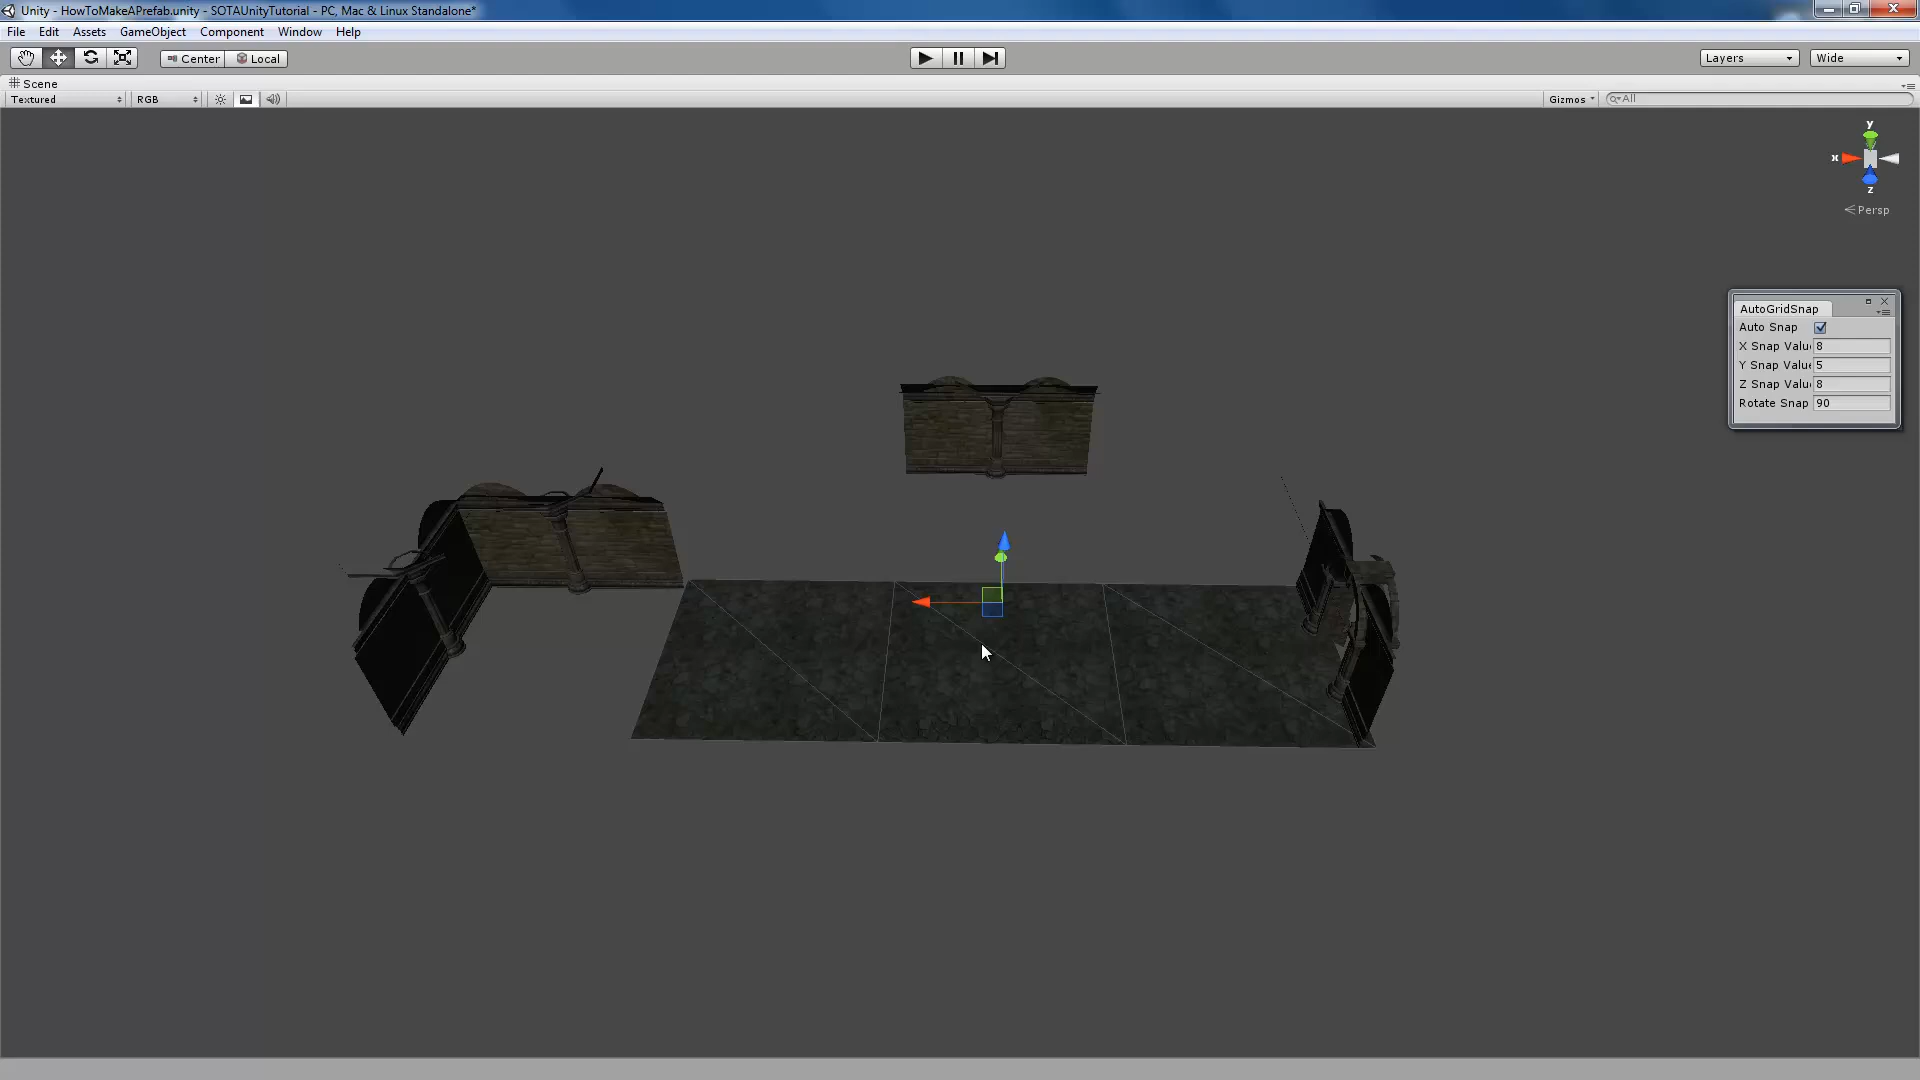 Unity - HowToMakeAPrefab.unity - SOTAUnityTutorial - PC, Mac & Linux Standalone*
File Edit Assets GameObject Component Window Help
Center Local Layers Wide
Scene
Textured RGB Gizmos All
y
x
z
Persp
AutoGridSnap
Auto Snap
X Snap Valu 8
Y Snap Valu 5
Z Snap Valu 8
Rotate Snap 90